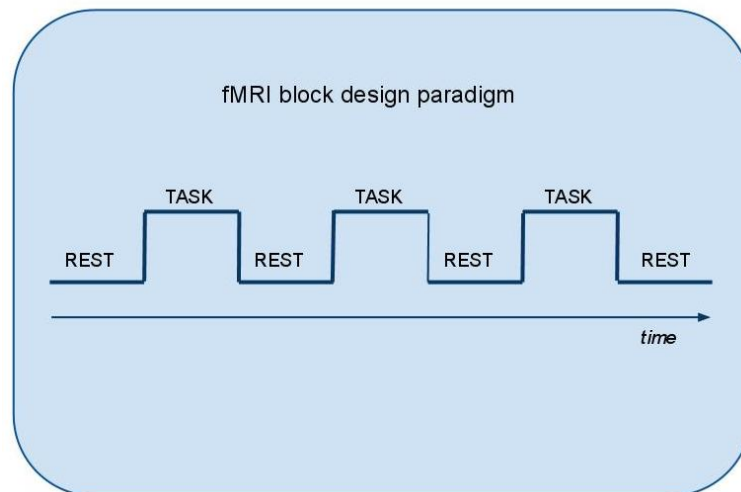 fMRI block design paradigm
TASK TASK TASK
REST REST REST REST
time